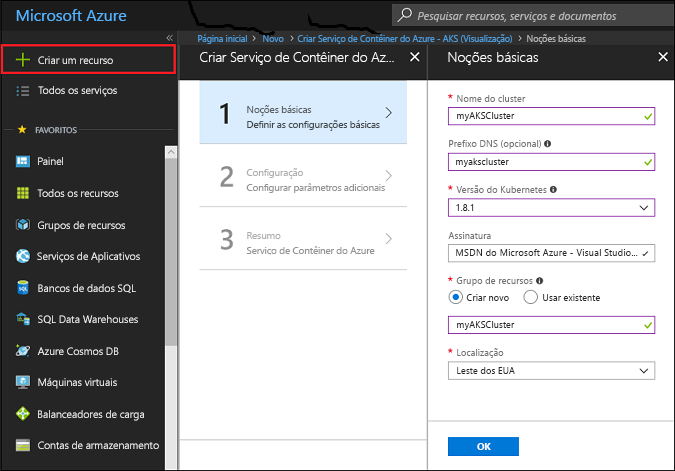 Microsoft Azure
Pesquisar recursos, serviços e documentos
«
Criar um recurso
Todos os serviços
FAVORITOS
Painel
Todos os recursos
Grupos de recursos
Serviços de Aplicativos
Bancos de dados SQL
SQL Data Warehouses
Azure Cosmos DB
Máquinas virtuais
Balanceadores de carga
Contas de armazenamento
Página inicial > Novo > Criar Serviço de Contêiner do Azure - AKS (Visualização) > Noções básicas
Criar Serviço de Contêiner do Az...
1
Noções básicas
Definir as configurações básicas
2
Configuração
Configurar parâmetros adicionais
3
Resumo
Serviço de Contêiner do Azure
Noções básicas
* Nome do cluster
myAKSCluster
Prefixo DNS (optional)
myakscluster
* Versão do Kubernetes
1.8.1
Assinatura
MSDN do Microsoft Azure - Visual Studio...
* Grupo de recursos
Criar novo
Usar existente
myAKSCluster
* Localização
Leste dos EUA
OK